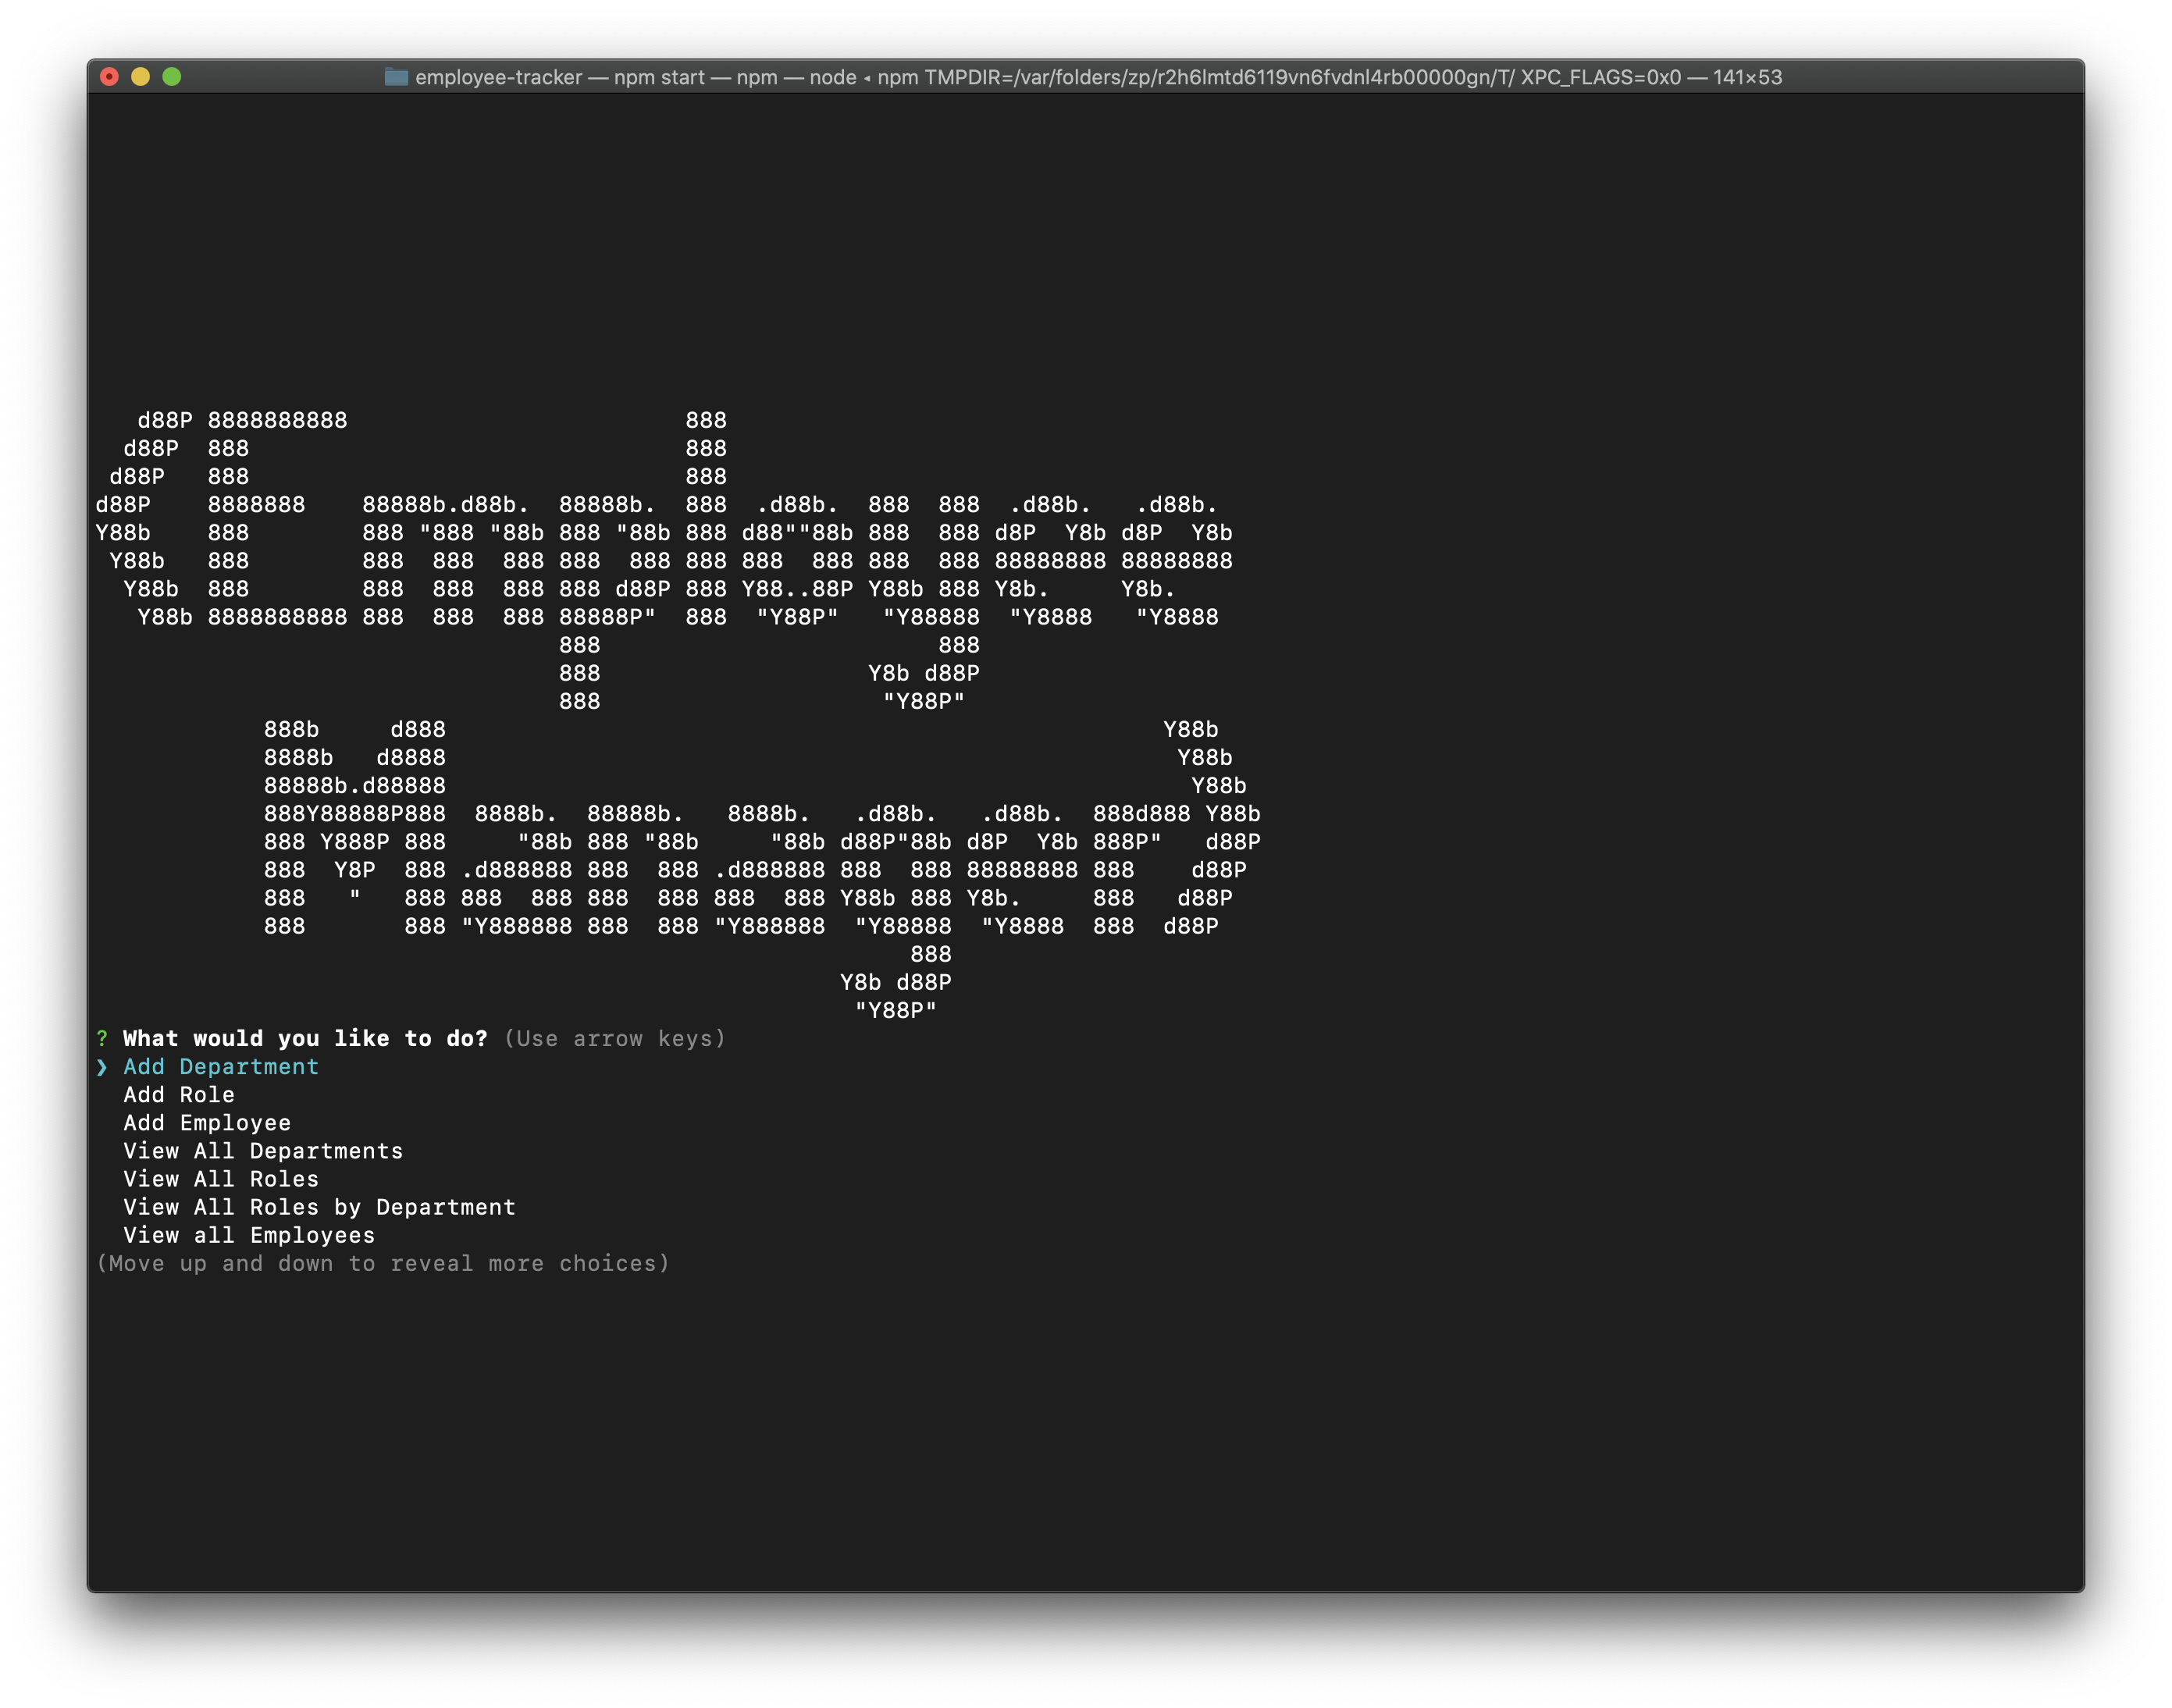 employee-tracker — npm start — npm — node ◂ npm TMPDIR=/var/folders/zp/r2h6lmtd6119vn6fvdnl4rb00000gn/T/ XPC_FLAGS=0x0 — 141×53
   d88P 8888888888                        888
  d88P  888                               888
 d88P   888                               888
d88P    8888888    88888b.d88b.  88888b.  888  .d88b.  888  888  .d88b.   .d88b.
Y88b    888        888 "888 "88b 888 "88b 888 d88""88b 888  888 d8P  Y8b d8P  Y8b
 Y88b   888        888  888  888 888  888 888 888  888 888  888 88888888 88888888
  Y88b  888        888  888  888 888 d88P 888 Y88..88P Y88b 888 Y8b.     Y8b.
   Y88b 8888888888 888  888  888 88888P"  888  "Y88P"   "Y88888  "Y8888   "Y8888
                                 888                        888
                                 888                   Y8b d88P
                                 888                    "Y88P"
            888b     d888                                                   Y88b
            8888b   d8888                                                    Y88b
            88888b.d88888                                                     Y88b
            888Y88888P888  8888b.  88888b.   8888b.   .d88b.   .d88b.  888d888 Y88b
            888 Y888P 888     "88b 888 "88b     "88b d88P"88b d8P  Y8b 888P"   d88P
            888  Y8P  888 .d888888 888  888 .d888888 888  888 88888888 888    d88P
            888   "   888 888  888 888  888 888  888 Y88b 888 Y8b.     888   d88P
            888       888 "Y888888 888  888 "Y888888  "Y88888  "Y8888  888  d88P
                                                          888
                                                     Y8b d88P
                                                      "Y88P"
? What would you like to do? (Use arrow keys)
❯ Add Department
  Add Role
  Add Employee
  View All Departments
  View All Roles
  View All Roles by Department
  View all Employees
(Move up and down to reveal more choices)